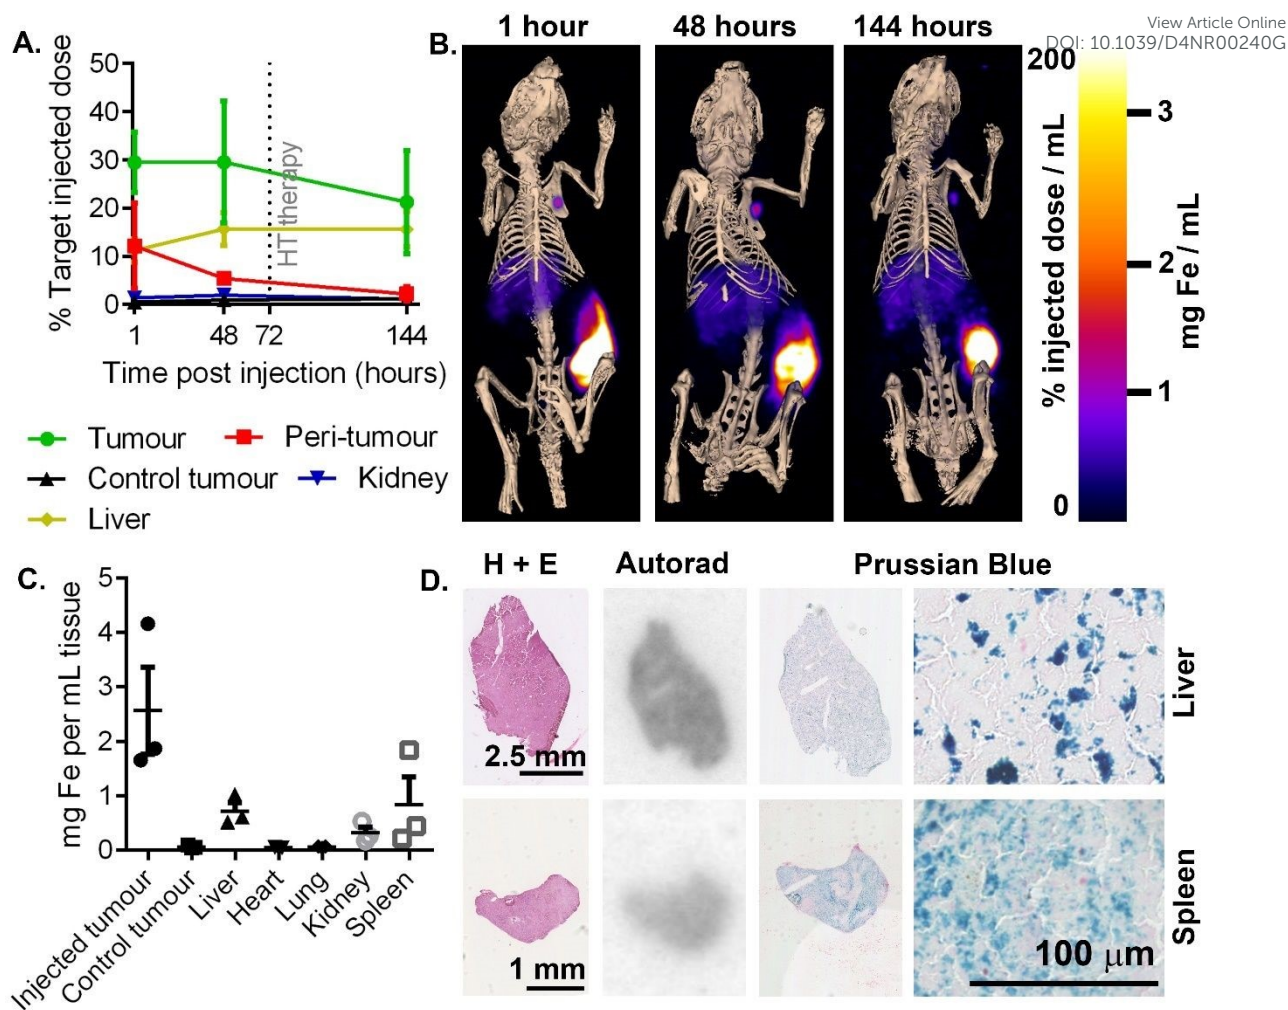 View Article Online
DOI: 10.1039/D4NR00240G
A.
% Target injected dose
50
40
30
20
10
0
HT therapy
1 48 72 144
Time post injection (hours)
Tumour Peri-tumour
Control tumour Kidney
Liver
B.
1 hour 48 hours 144 hours
200
0
% injected dose / mL
3
2
1
mg Fe / mL
C.
mg Fe per mL tissue
5
4
3
2
1
0
Injected tumour
Control tumour
Liver
Heart
Lung
Kidney
Spleen
D.
H + E Autorad Prussian Blue
2.5 mm
Liver
1 mm
100 μm
Spleen